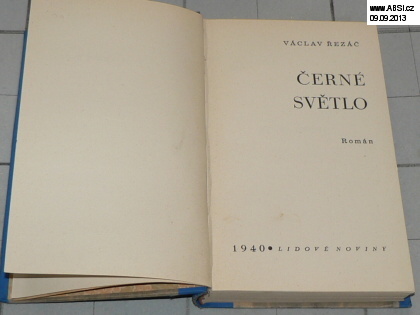 www.ABSI.cz
09.09.2013
VÁCLAV ŘEZÁČ
ČERNÉ
SVĚTLO
Román
1940 • LIDOVÉ NOVINY